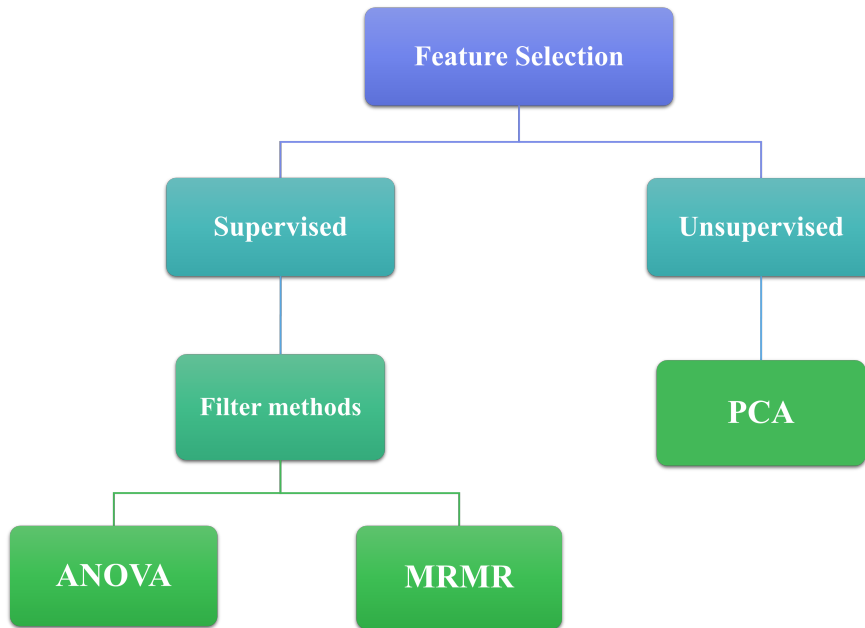 Feature Selection
Supervised
Unsupervised
Filter methods
PCA
ANOVA
MRMR